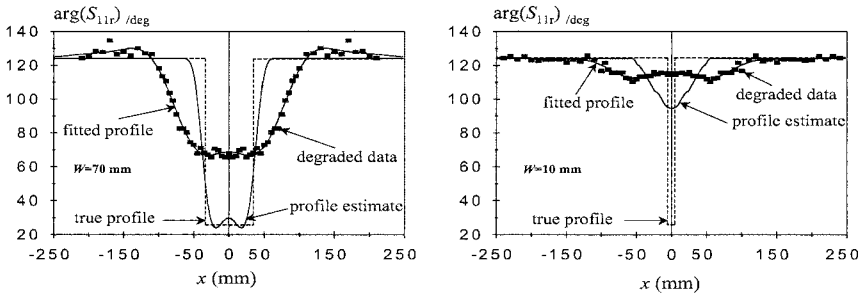 arg(S11r) /deg
140
120
100
80
60
40
20
fitted profile
degraded data
W=70 mm
true profile
profile estimate
-250 -150 -50 0 50 150 250
x (mm)
arg(S11r) /deg
140
120
100
80
60
40
20
fitted profile
degraded data
profile estimate
W=10 mm
true profile
-250 -150 -50 0 50 150 250
x (mm)